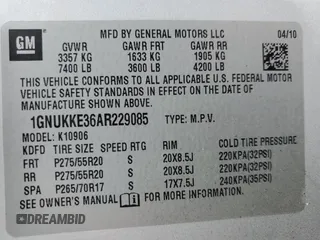 GM
MFD BY GENERAL MOTORS LLC 04/10
GVWR GAWR FRT GAWR RR
3357 KG 1633 KG 1905 KG
7400 LB 3600 LB 4200 LB
THIS VEHICLE CONFORMS TO ALL APPLICABLE U.S. FEDERAL MOTOR
VEHICLE SAFETY STANDARDS IN EFFECT ON THE DATE OF
MANUFACTURE SHOWN ABOVE.
1GNUKKE36AR229085 TYPE: M.P.V.
MODEL: K10906
KDFD TIRE SIZE SPEED RTG RIM COLD TIRE PRESSURE
FRT P275/55R20 S 20X8.5J 220KPA(32PSI)
RR P275/55R20 S 20X8.5J 220KPA(32PSI)
SPA P265/70R17 S 17X7.5J 240KPA(35PSI)
SEE OWNER'S MANUAL FOR ADDITIONAL INFORMATION.
DREAMBID